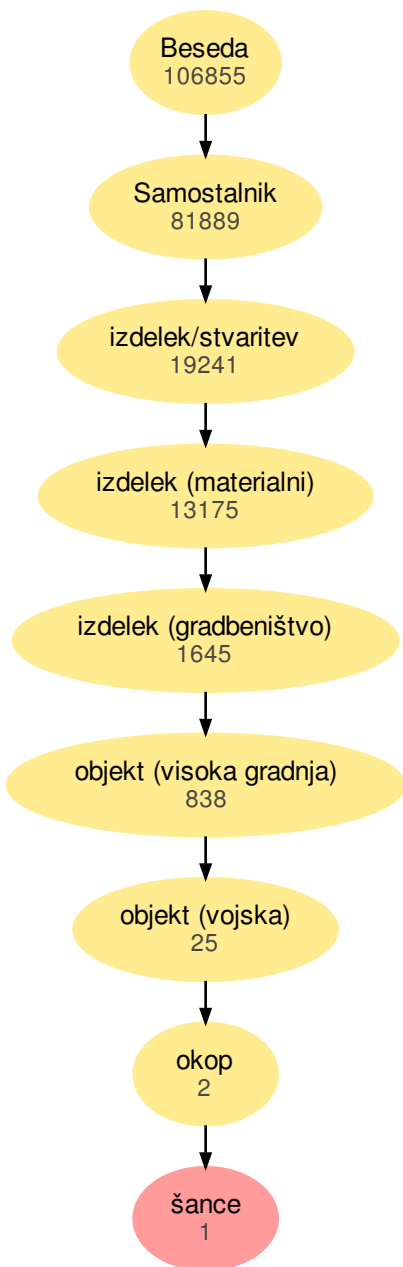 Beseda
106855
Samostalnik
81889
izdelek/stvaritev
19241
izdelek (materialni)
13175
izdelek (gradbeništvo)
1645
objekt (visoka gradnja)
838
objekt (vojska)
25
okop
2
šance
1